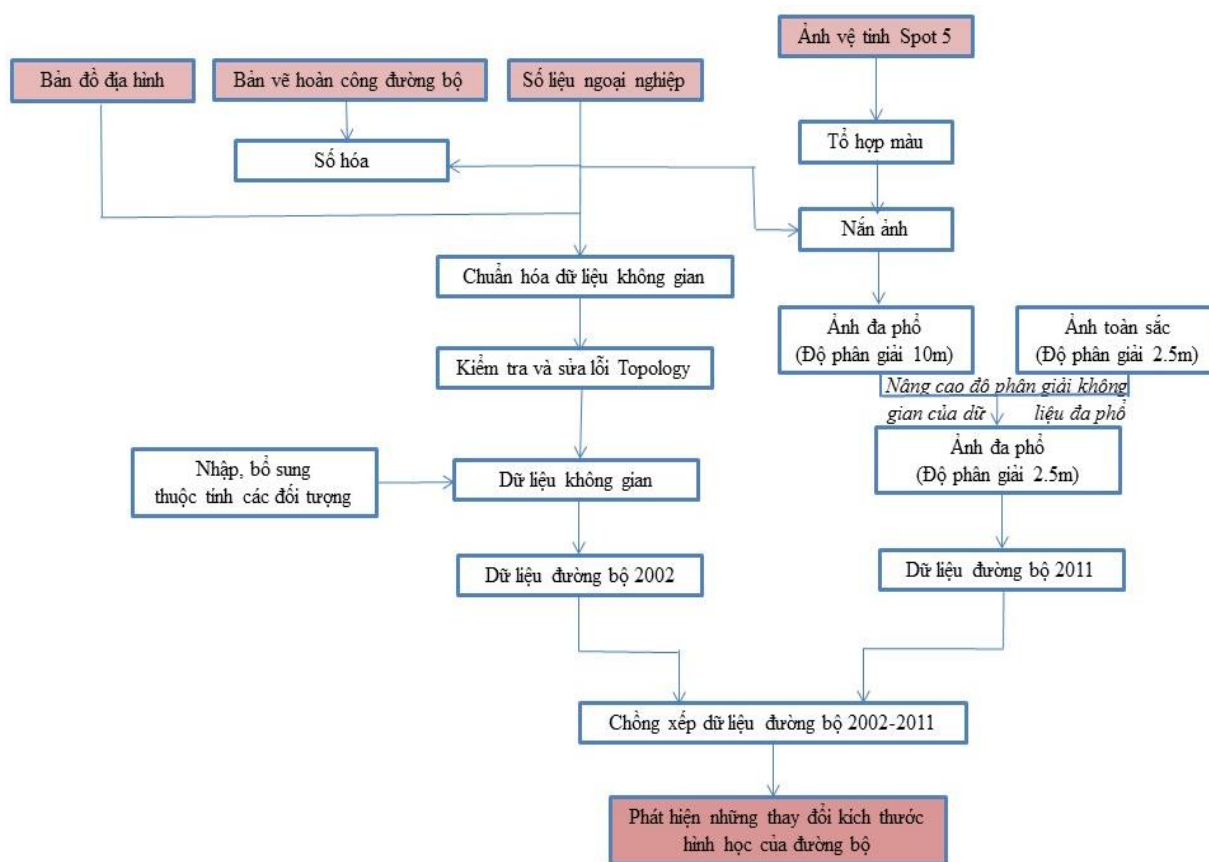 Ảnh vệ tinh Spot 5
Bản đồ địa hình
Bản vẽ hoàn công đường bộ
Số liệu ngoại nghiệp
Tổ hợp màu
Số hóa
Nắn ảnh
Chuẩn hóa dữ liệu không gian
Ảnh đa phổ
(Độ phân giải 10m)
Ảnh toàn sắc
(Độ phân giải 2.5m)
Kiểm tra và sửa lỗi Topology
Nâng cao độ phân giải không
gian của dữ liệu đa phổ
Ảnh đa phổ
(Độ phân giải 2.5m)
Nhập, bổ sung
thuộc tính các đối tượng
Dữ liệu không gian
Dữ liệu đường bộ 2002
Dữ liệu đường bộ 2011
Chồng xếp dữ liệu đường bộ 2002-2011
Phát hiện những thay đổi kích thước
hình học của đường bộ